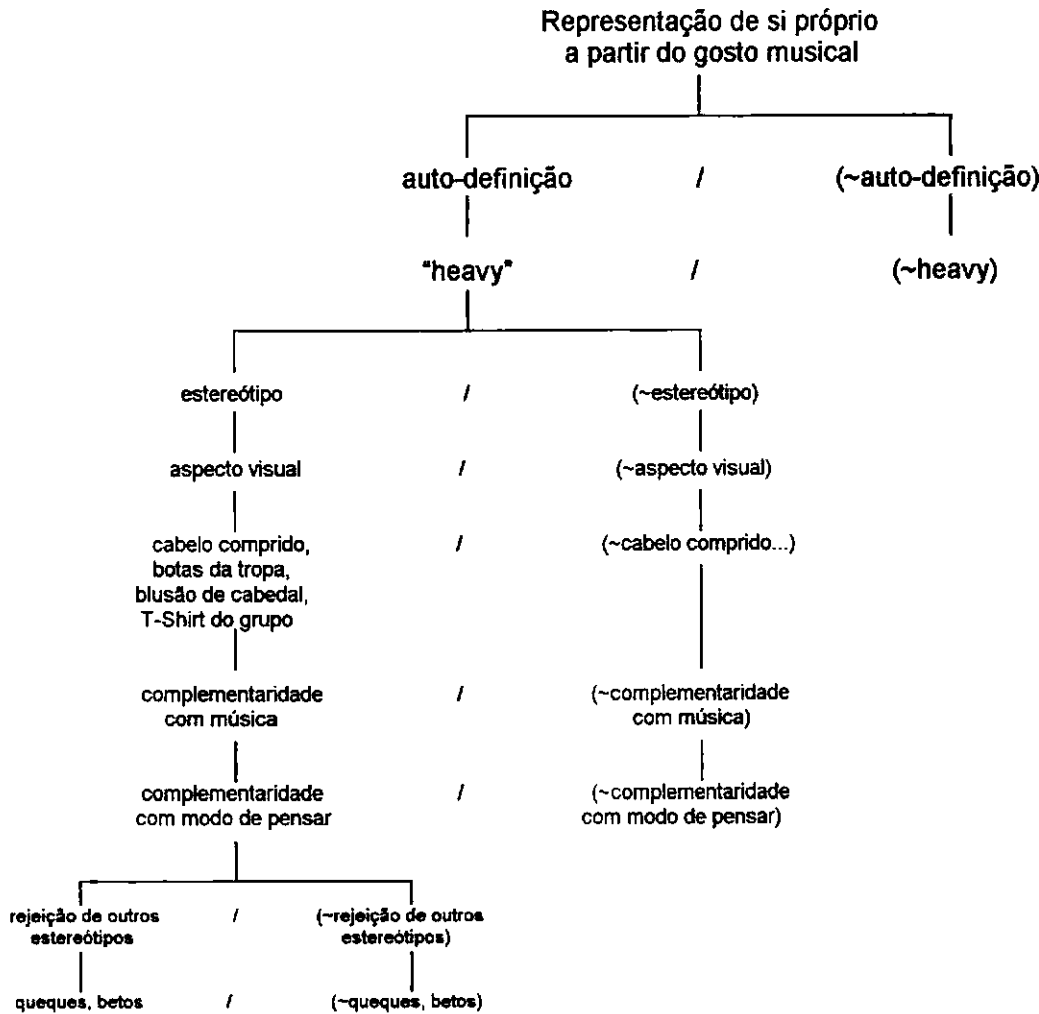 Representação de si próprio
a partir do gosto musical
auto-definição / (~auto-definição)
"heavy" / (~heavy)
estereótipo / (~estereótipo)
aspecto visual / (~aspecto visual)
cabelo comprido, / (~cabelo comprido...)
botas da tropa,
blusão de cabedal,
T-Shirt do grupo
complementaridade / (~complementaridade
com música com música)
complementaridade / (~complementaridade
com modo de pensar com modo de pensar)
rejeição de outros / (~rejeição de outros
estereótipos estereótipos)
queques, betos / (~queques, betos)